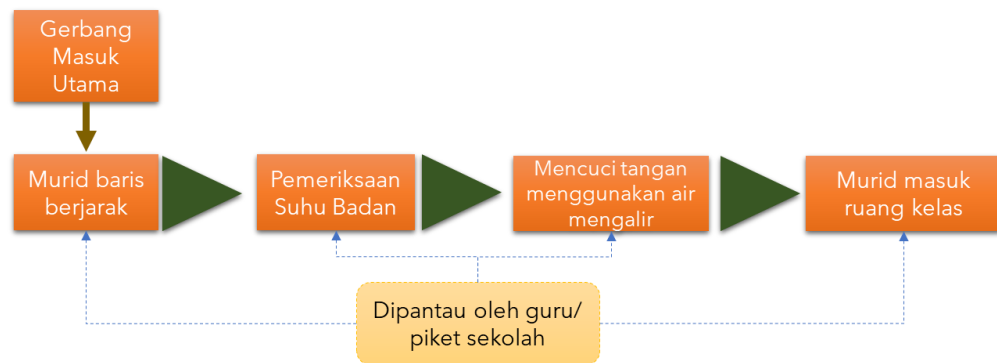 Gerbang
Masuk
Utama
Murid baris
berjarak
Pemeriksaan
Suhu Badan
Mencuci tangan
menggunakan air
mengalir
Murid masuk
ruang kelas
Dipantau oleh guru/
piket sekolah